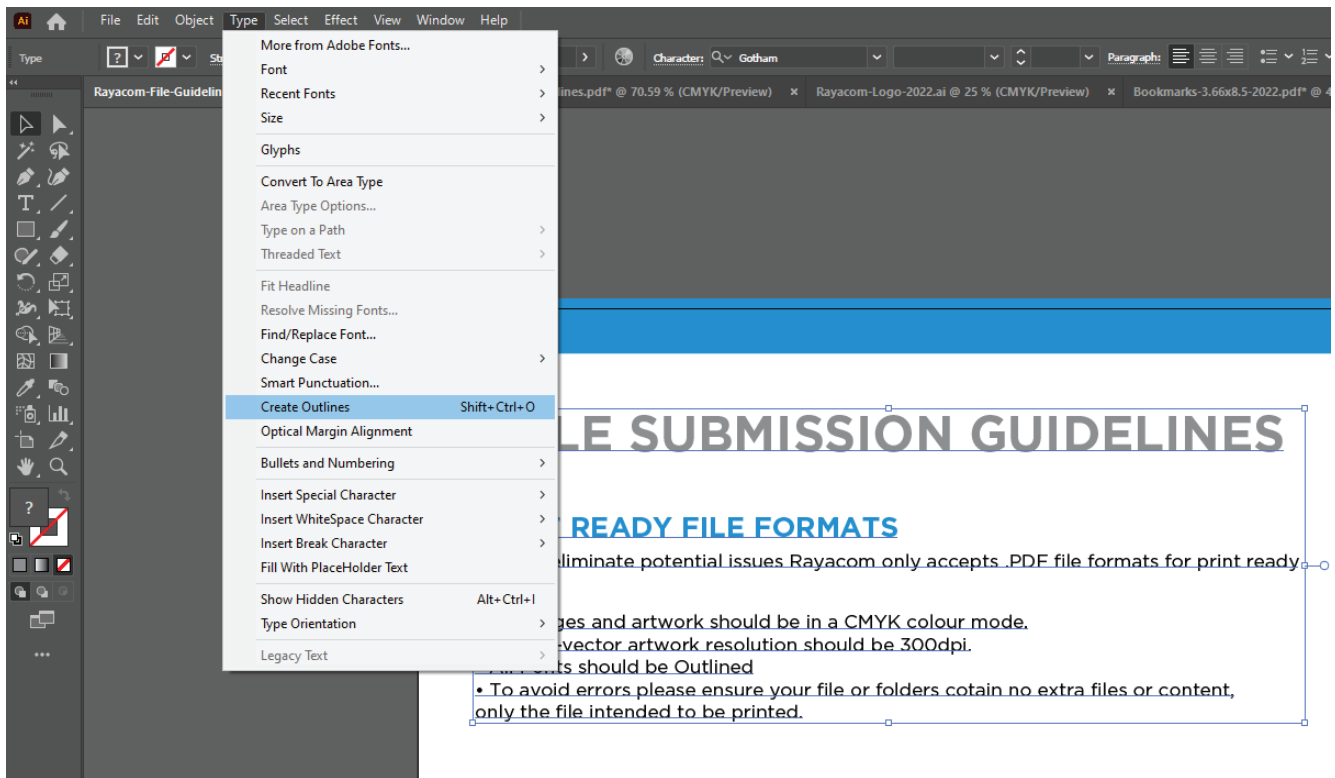 Ai File Edit Object Type Select Effect View Window Help
Type ? Character: Gotham Paragraph:
Rayacom-File-Guidelin lines.pdf* @ 70.59 % (CMYK/Preview) × Rayacom-Logo-2022.ai @ 25 % (CMYK/Preview) × Bookmarks-3.66x8.5-2022.pdf* @ 4
More from Adobe Fonts...
Font
Recent Fonts
Size
Glyphs
Convert To Area Type
Area Type Options...
Type on a Path
Threaded Text
Fit Headline
Resolve Missing Fonts...
Find/Replace Font...
Change Case
Smart Punctuation...
Create Outlines Shift+Ctrl+O
Optical Margin Alignment
Bullets and Numbering
Insert Special Character
Insert WhiteSpace Character
Insert Break Character
Fill With PlaceHolder Text
Show Hidden Characters Alt+Ctrl+I
Type Orientation
Legacy Text
?
LE SUBMISSION GUIDELINES
READY FILE FORMATS
eliminate potential issues Rayacom only accepts .PDF file formats for print ready
ges and artwork should be in a CMYK colour mode.
-vector artwork resolution should be 300dpi.
should be Outlined
• To avoid errors please ensure your file or folders cotain no extra files or content,
only the file intended to be printed.